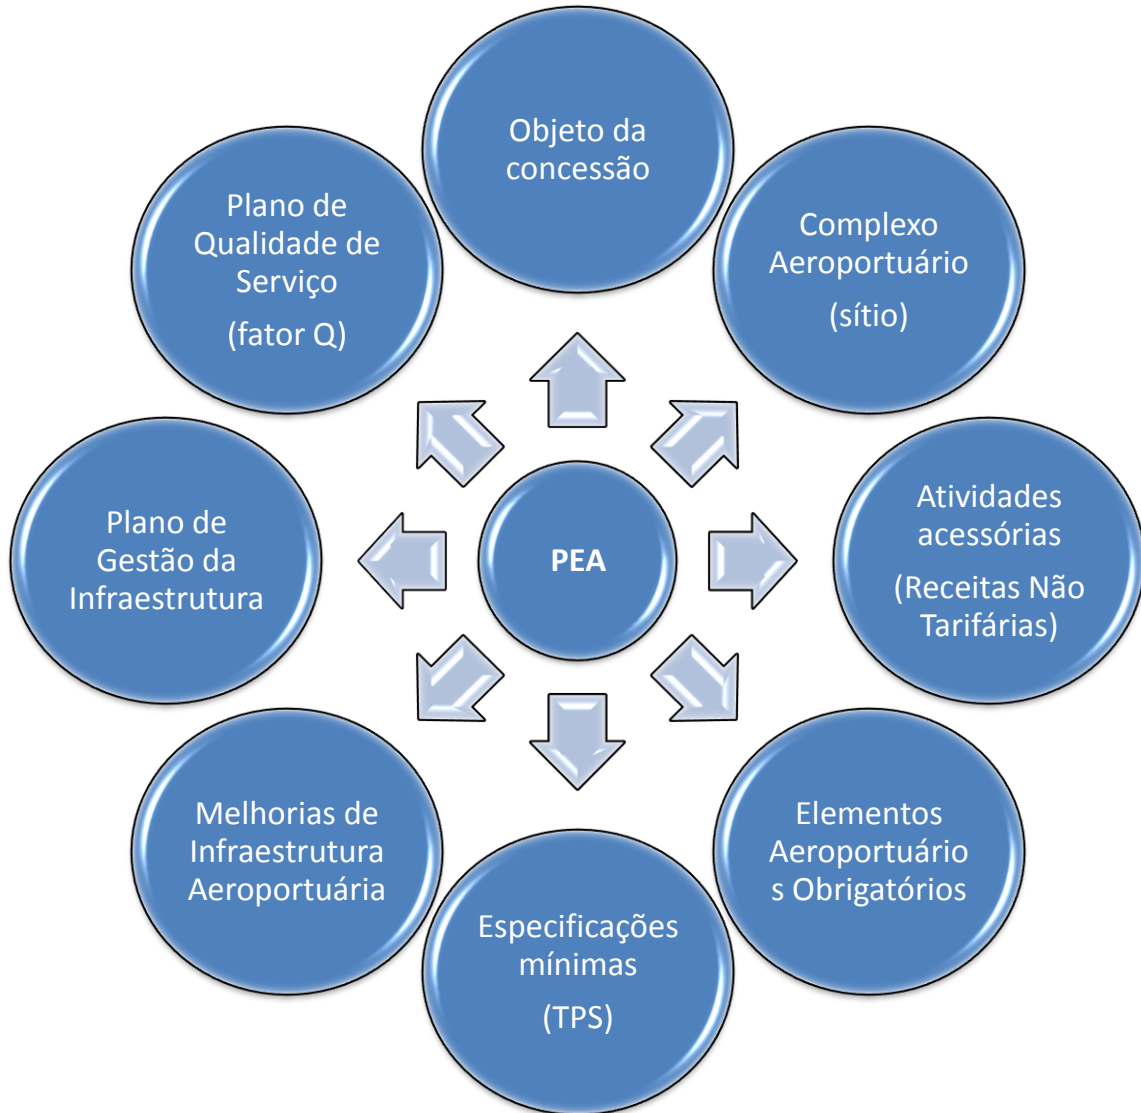 Objeto da
concessão
Complexo
Aeroportuário
(sítio)
Atividades
acessórias
(Receitas Não
Tarifárias)
Elementos
Aeroportuário
s Obrigatórios
Especificações
mínimas
(TPS)
Melhorias de
Infraestrutura
Aeroportuária
Plano de
Gestão da
Infraestrutura
Plano de
Qualidade de
Serviço
(fator Q)
PEA